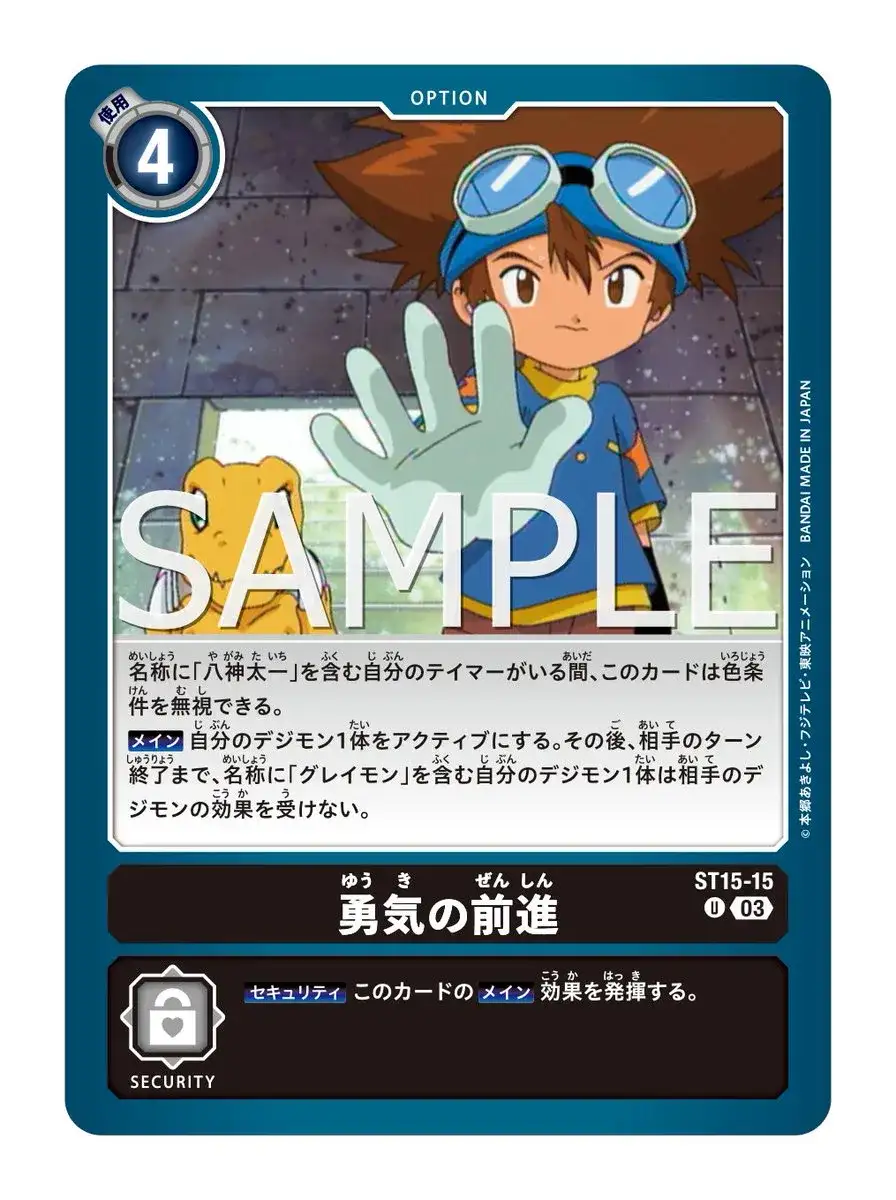 OPTION
使用
4
SAMPLE
名称に「八神太一」を含む自分のテイマーがいる間、このカードは色条
件を無視できる。
メイン 自分のデジモン1体をアクティブにする。その後、相手のターン
終了まで、名称に「グレイモン」を含む自分のデジモン1体は相手のデ
ジモンの効果を受けない。
©本郷あきよし・フジテレビ・東映アニメーション BANDAI MADE IN JAPAN
ゆう き ぜん しん
勇気の前進
ST15-15
U 03
セキュリティ このカードの メイン 効果を発揮する。
SECURITY